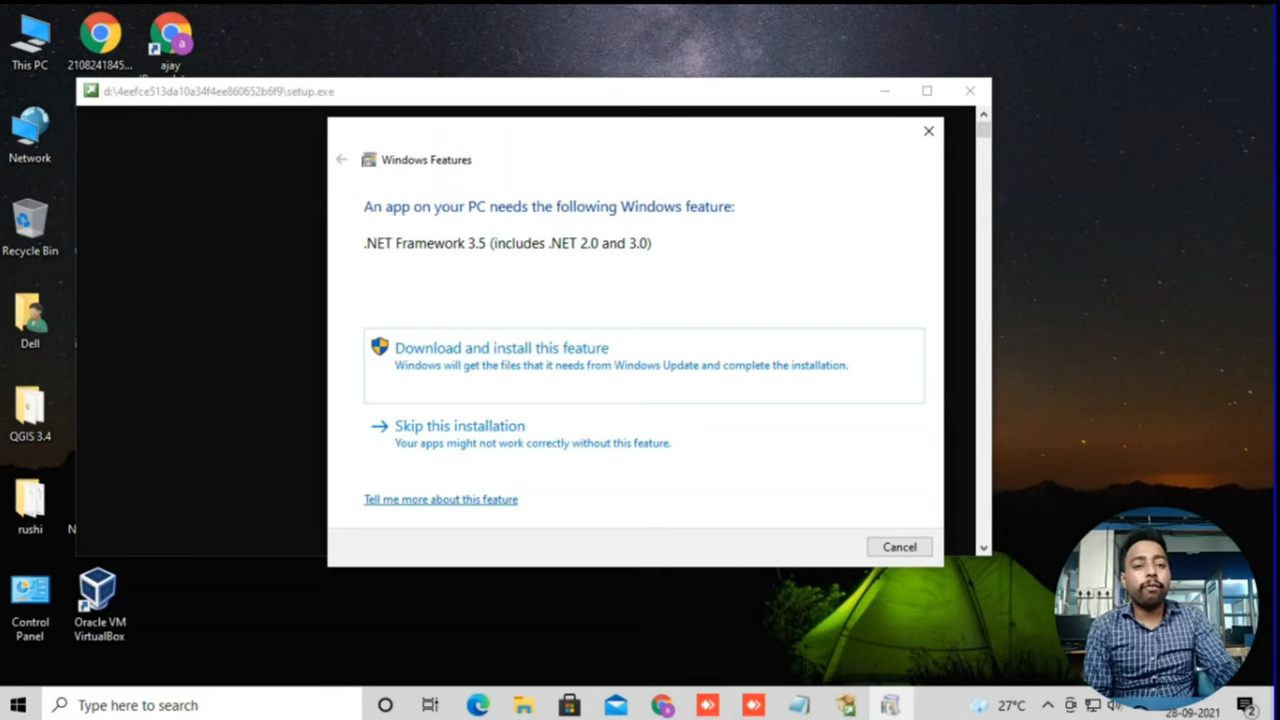 This PC
2108241845...
ajay
d:\4eefce513da10a34f4ee860652b6f9\setup.exe
Network
Recycle Bin
Dell
QGIS 3.4
rushi
N
Control
Panel
Oracle VM
VirtualBox
Windows Features
An app on your PC needs the following Windows feature:
.NET Framework 3.5 (includes .NET 2.0 and 3.0)
Download and install this feature
Windows will get the files that it needs from Windows Update and complete the installation.
Skip this installation
Your apps might not work correctly without this feature.
Tell me more about this feature
Cancel
Type here to search
27°C
28-09-2021
2